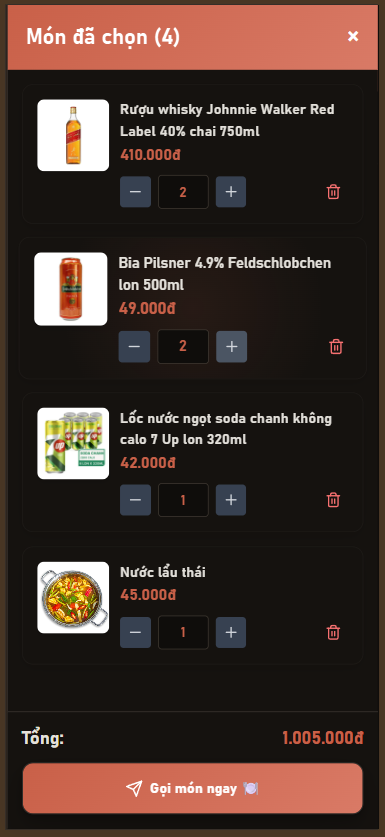 Món đã chọn (4)
×
Rượu whisky Johnnie Walker Red
Label 40% chai 750ml
410.000đ
− 2 +
Bia Pilsner 4.9% Feldschlobchen
lon 500ml
49.000đ
− 2 +
Lốc nước ngọt soda chanh không
calo 7 Up lon 320ml
42.000đ
− 1 +
Nước lẩu thái
45.000đ
− 1 +
Tổng: 1.005.000đ
Gọi món ngay 🍽️